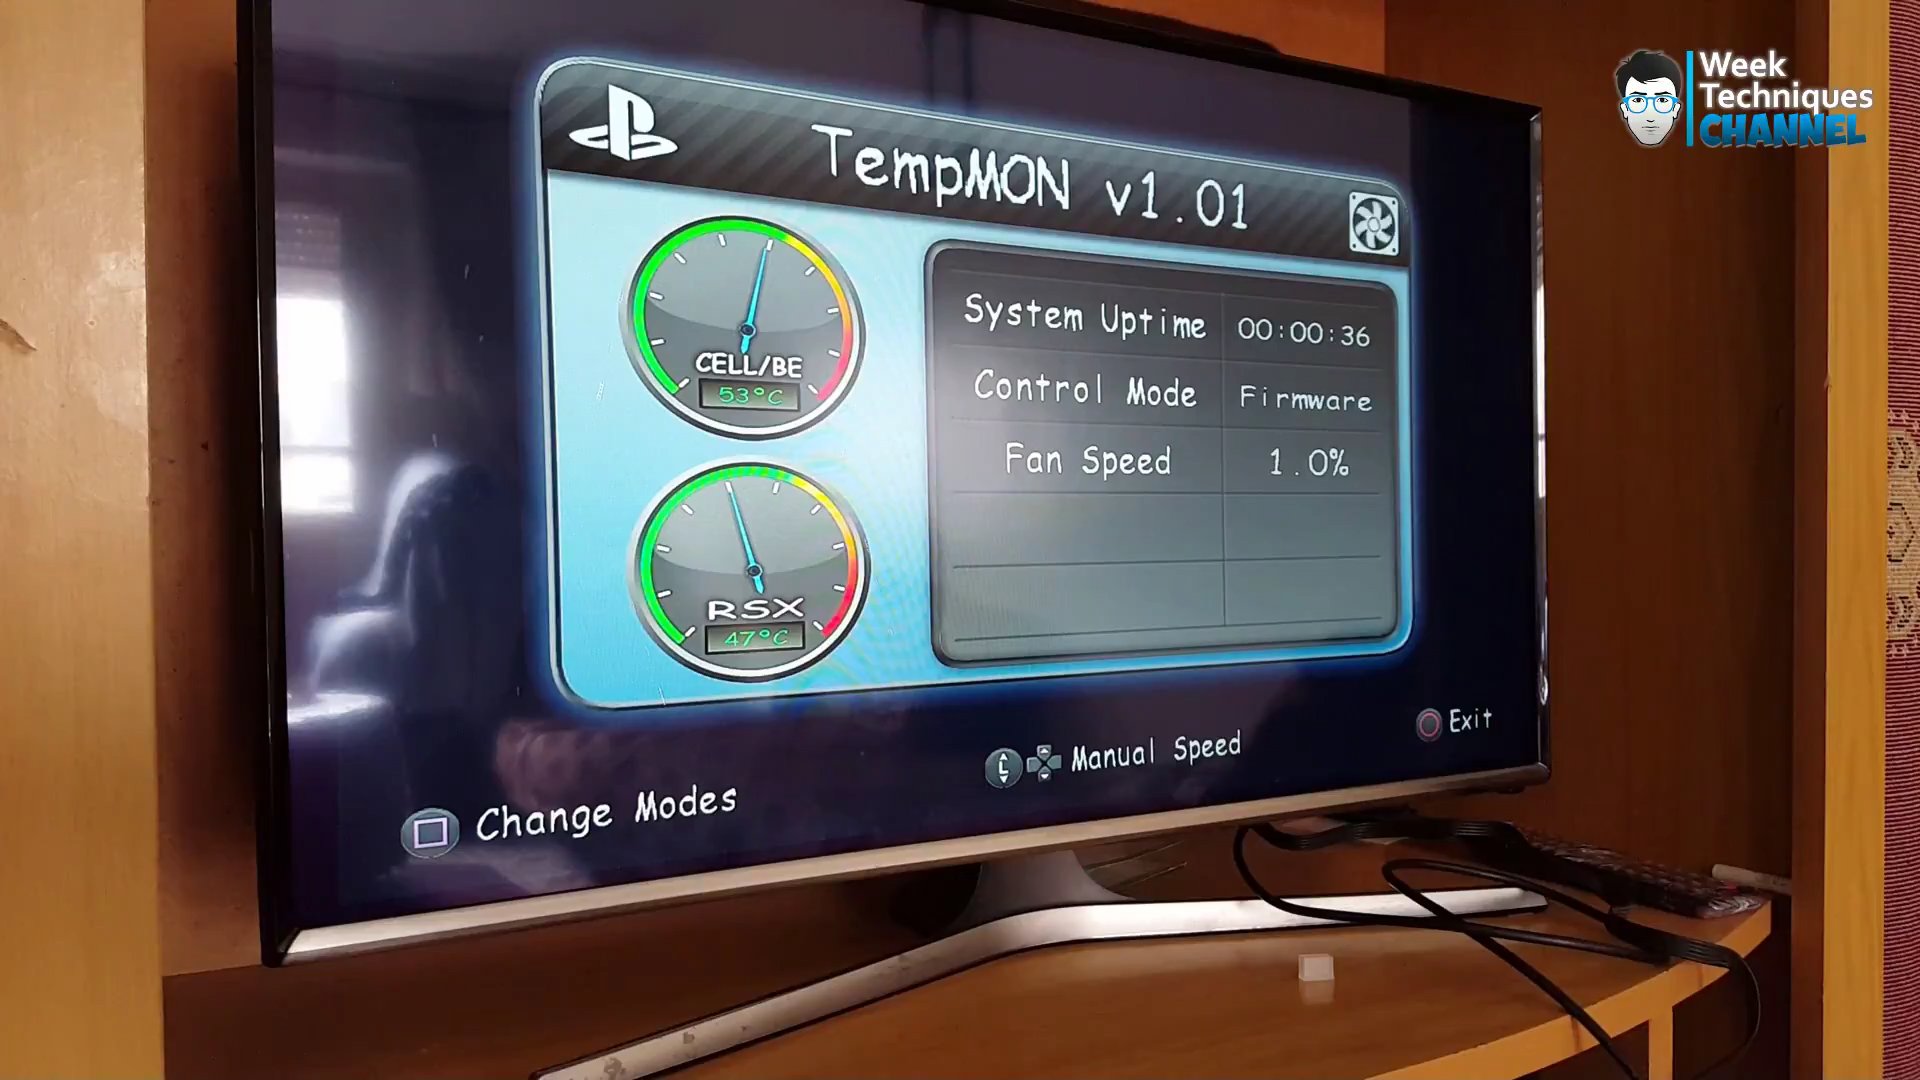 Week
Techniques
CHANNEL
TempMON v1.01
CELL/BE
53°C
System Uptime 00:00:36
Control Mode Firmware
Fan Speed 1.0%
RSX
47°C
Change Modes
L Manual Speed
Exit